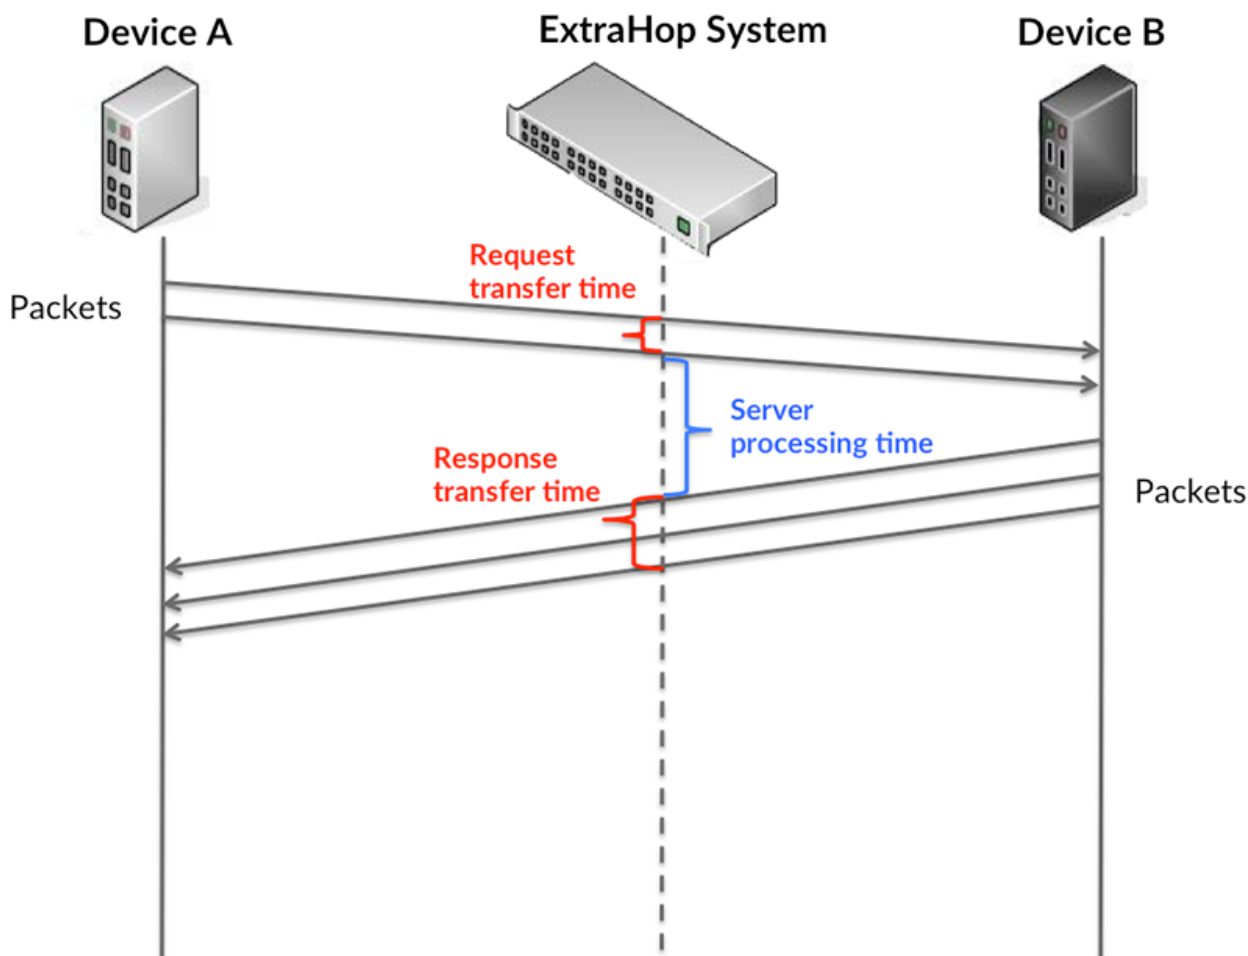 Device A
ExtraHop System
Device B
Request
transfer time
Packets
Server
processing time
Response
transfer time
Packets